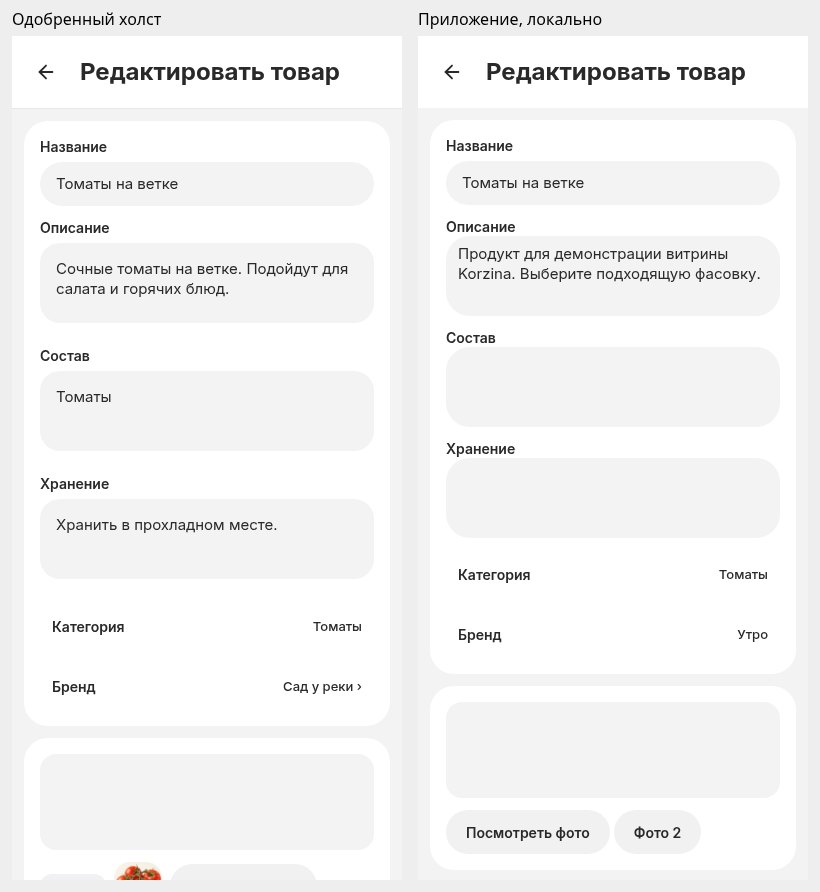 Одобренный холст
Редактировать товар
Название
Томаты на ветке
Описание
Сочные томаты на ветке. Подойдут для
салата и горячих блюд.
Состав
Томаты
Хранение
Хранить в прохладном месте.
Категория Томаты
Бренд Сад у реки ›
Приложение, локально
Редактировать товар
Название
Томаты на ветке
Описание
Продукт для демонстрации витрины
Korzina. Выберите подходящую фасовку.
Состав
Хранение
Категория Томаты
Бренд Утро
Посмотреть фото Фото 2